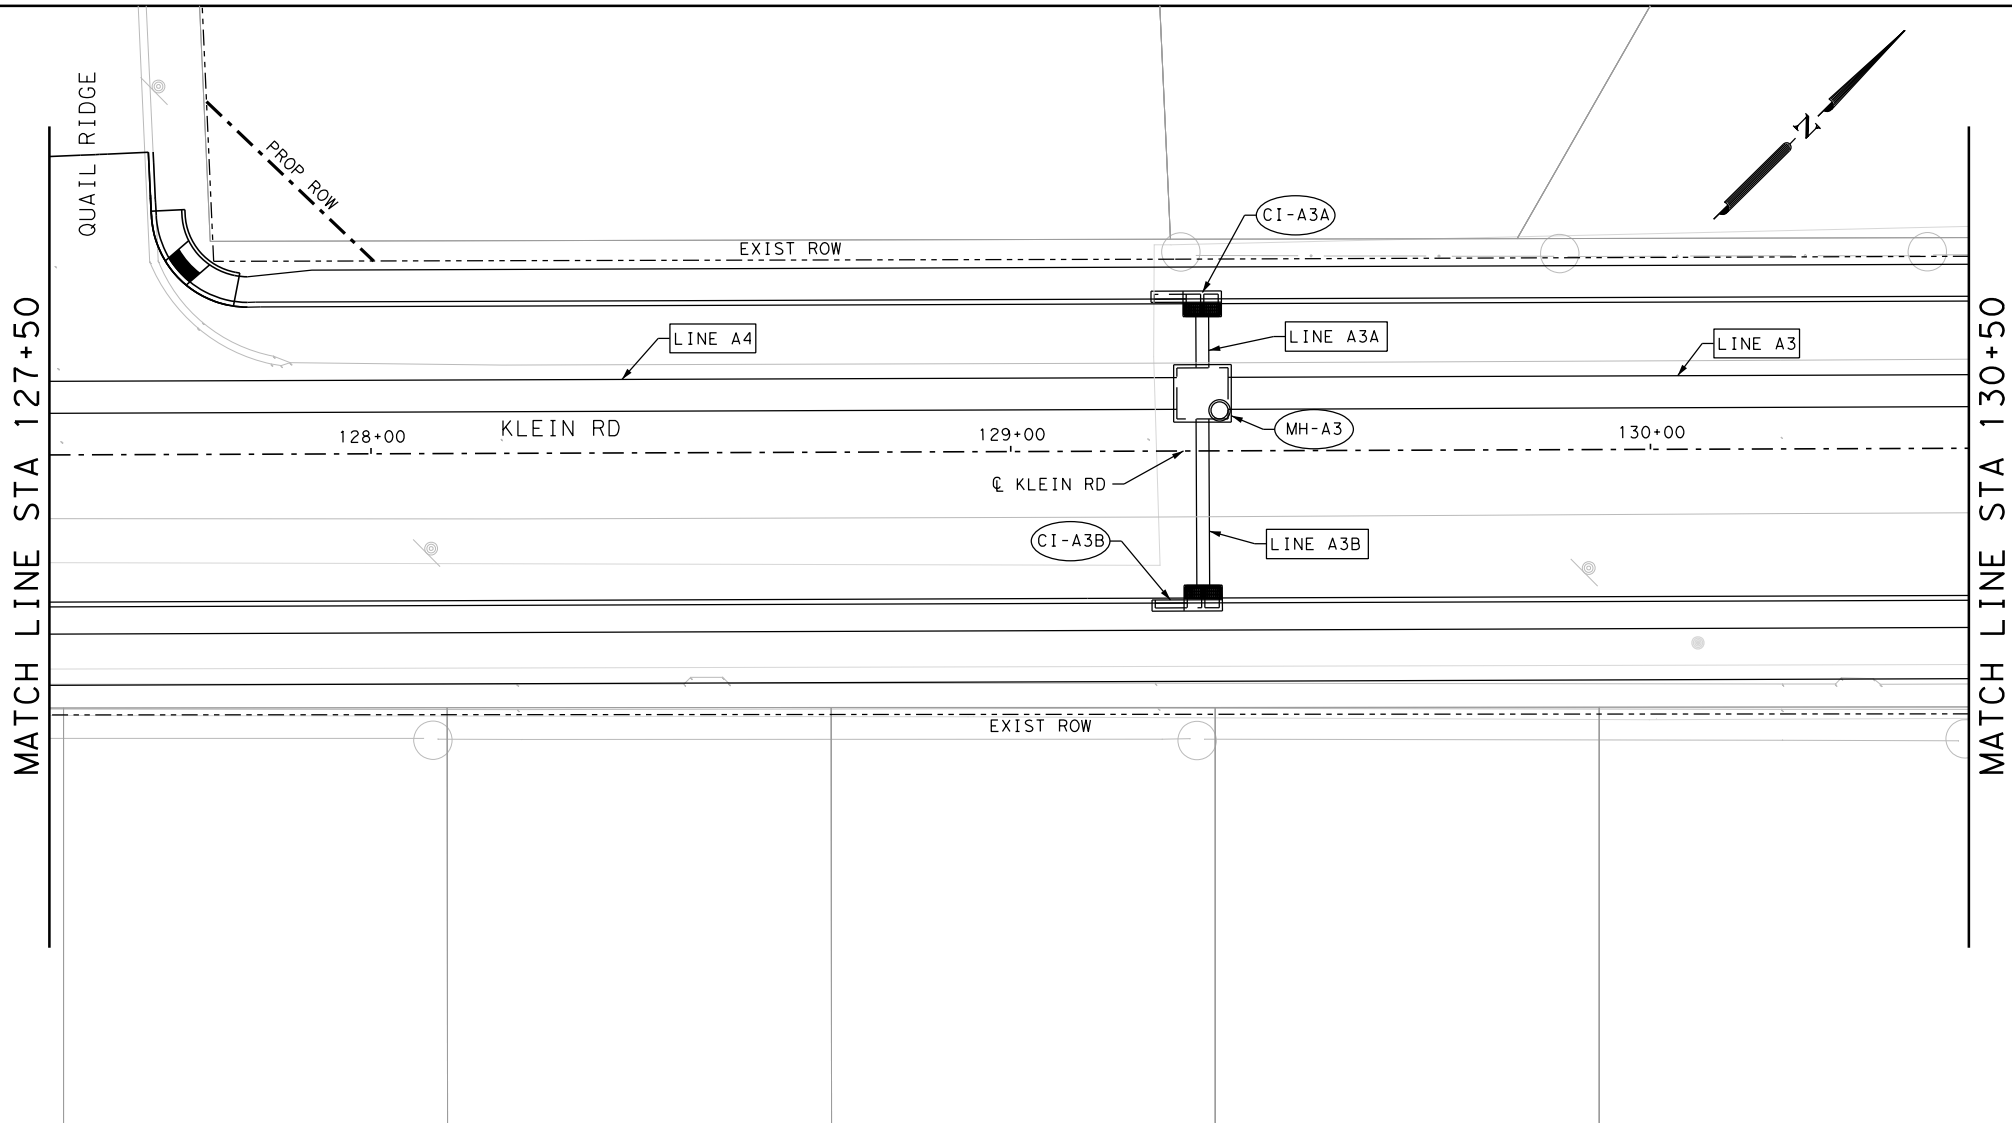 QUAIL RIDGE
PROP ROW
N
CI-A3A
EXIST ROW
MATCH LINE STA 127+50
LINE A4
LINE A3A
LINE A3
MATCH LINE STA 130+50
128+00
KLEIN RD
129+00
MH-A3
130+00
℄ KLEIN RD
CI-A3B
LINE A3B
EXIST ROW